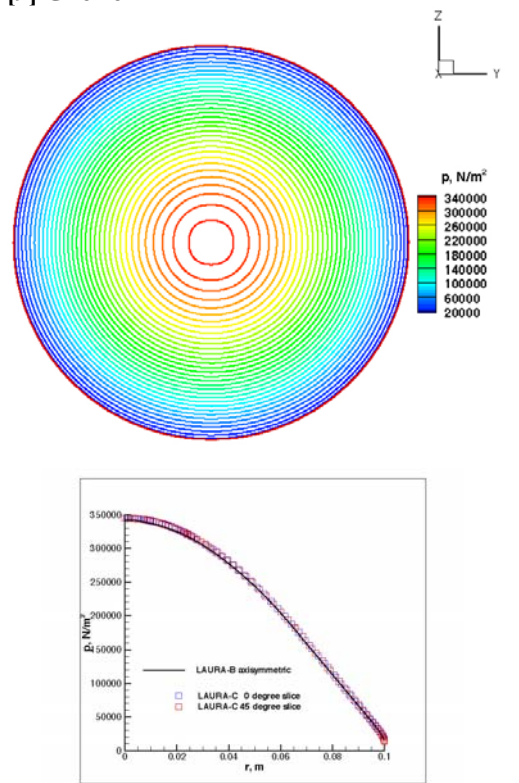 Z
X
Y
p, N/m²
340000
300000
260000
220000
180000
140000
100000
60000
20000
350000
300000
250000
200000
150000
100000
50000
0
p, N/m²
LAURA-B axisymmetric
LAURA-C 0 degree slice
LAURA-C 45 degree slice
0
0.02
0.04
0.06
0.08
0.1
r, m